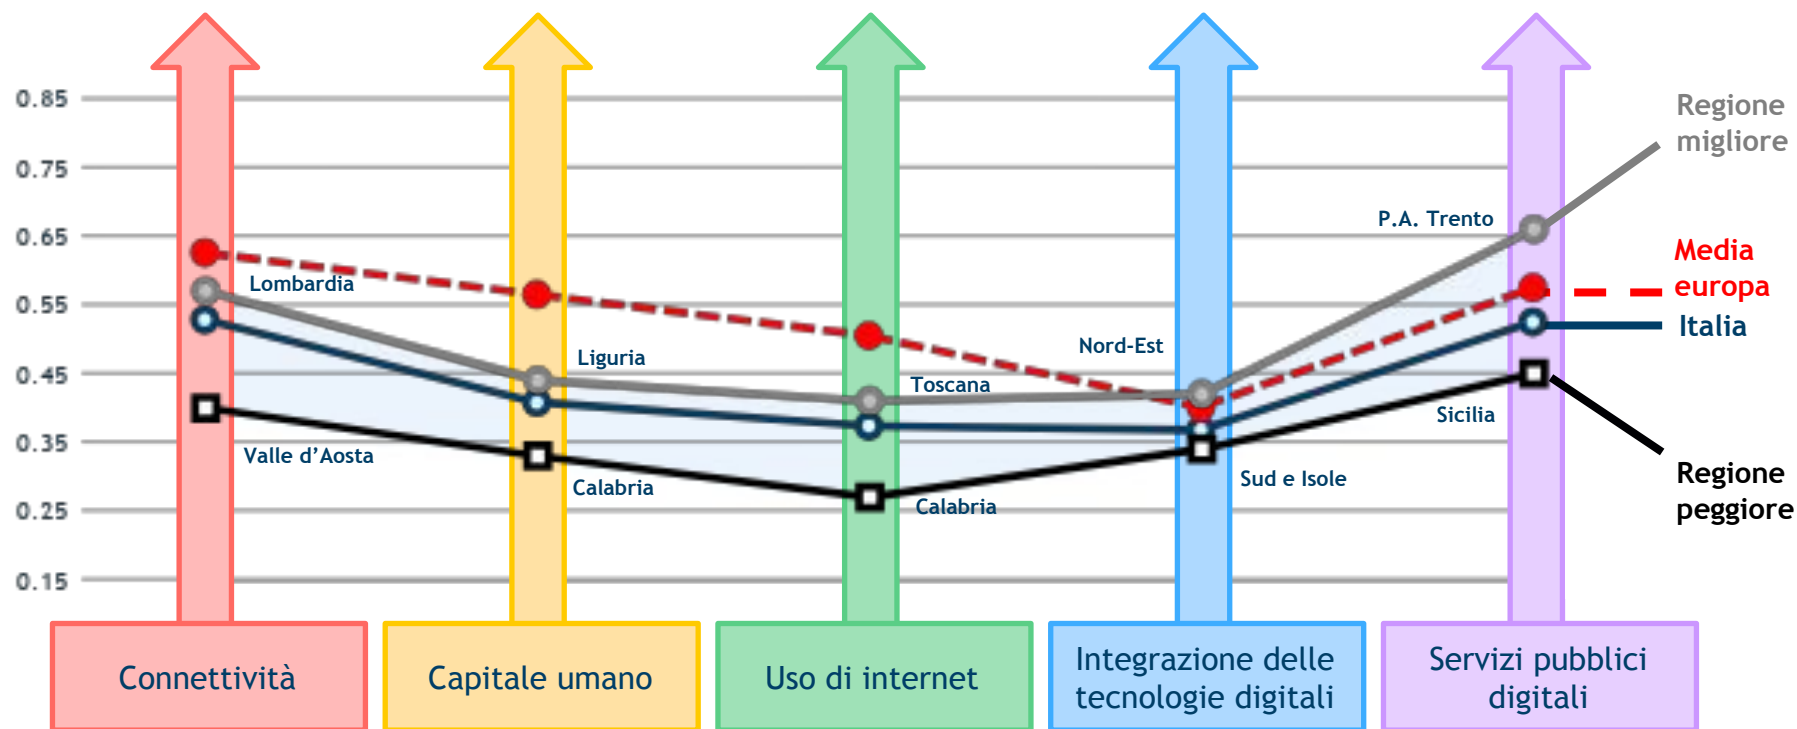 0.85
0.75
0.65
0.55
0.45
0.35
0.25
0.15
Lombardia
Valle d’Aosta
Liguria
Calabria
Toscana
Calabria
Nord-Est
Sud e Isole
P.A. Trento
Sicilia
Regione
migliore
Media
europa
Italia
Regione
peggiore
Connettività
Capitale umano
Uso di internet
Integrazione delle
tecnologie digitali
Servizi pubblici
digitali